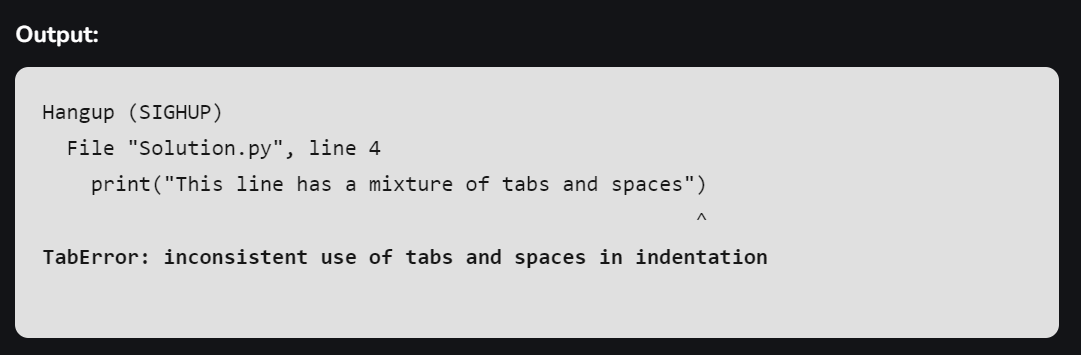 Output:
Hangup (SIGHUP)
File "Solution.py", line 4
print("This line has a mixture of tabs and spaces")
^
TabError: inconsistent use of tabs and spaces in indentation